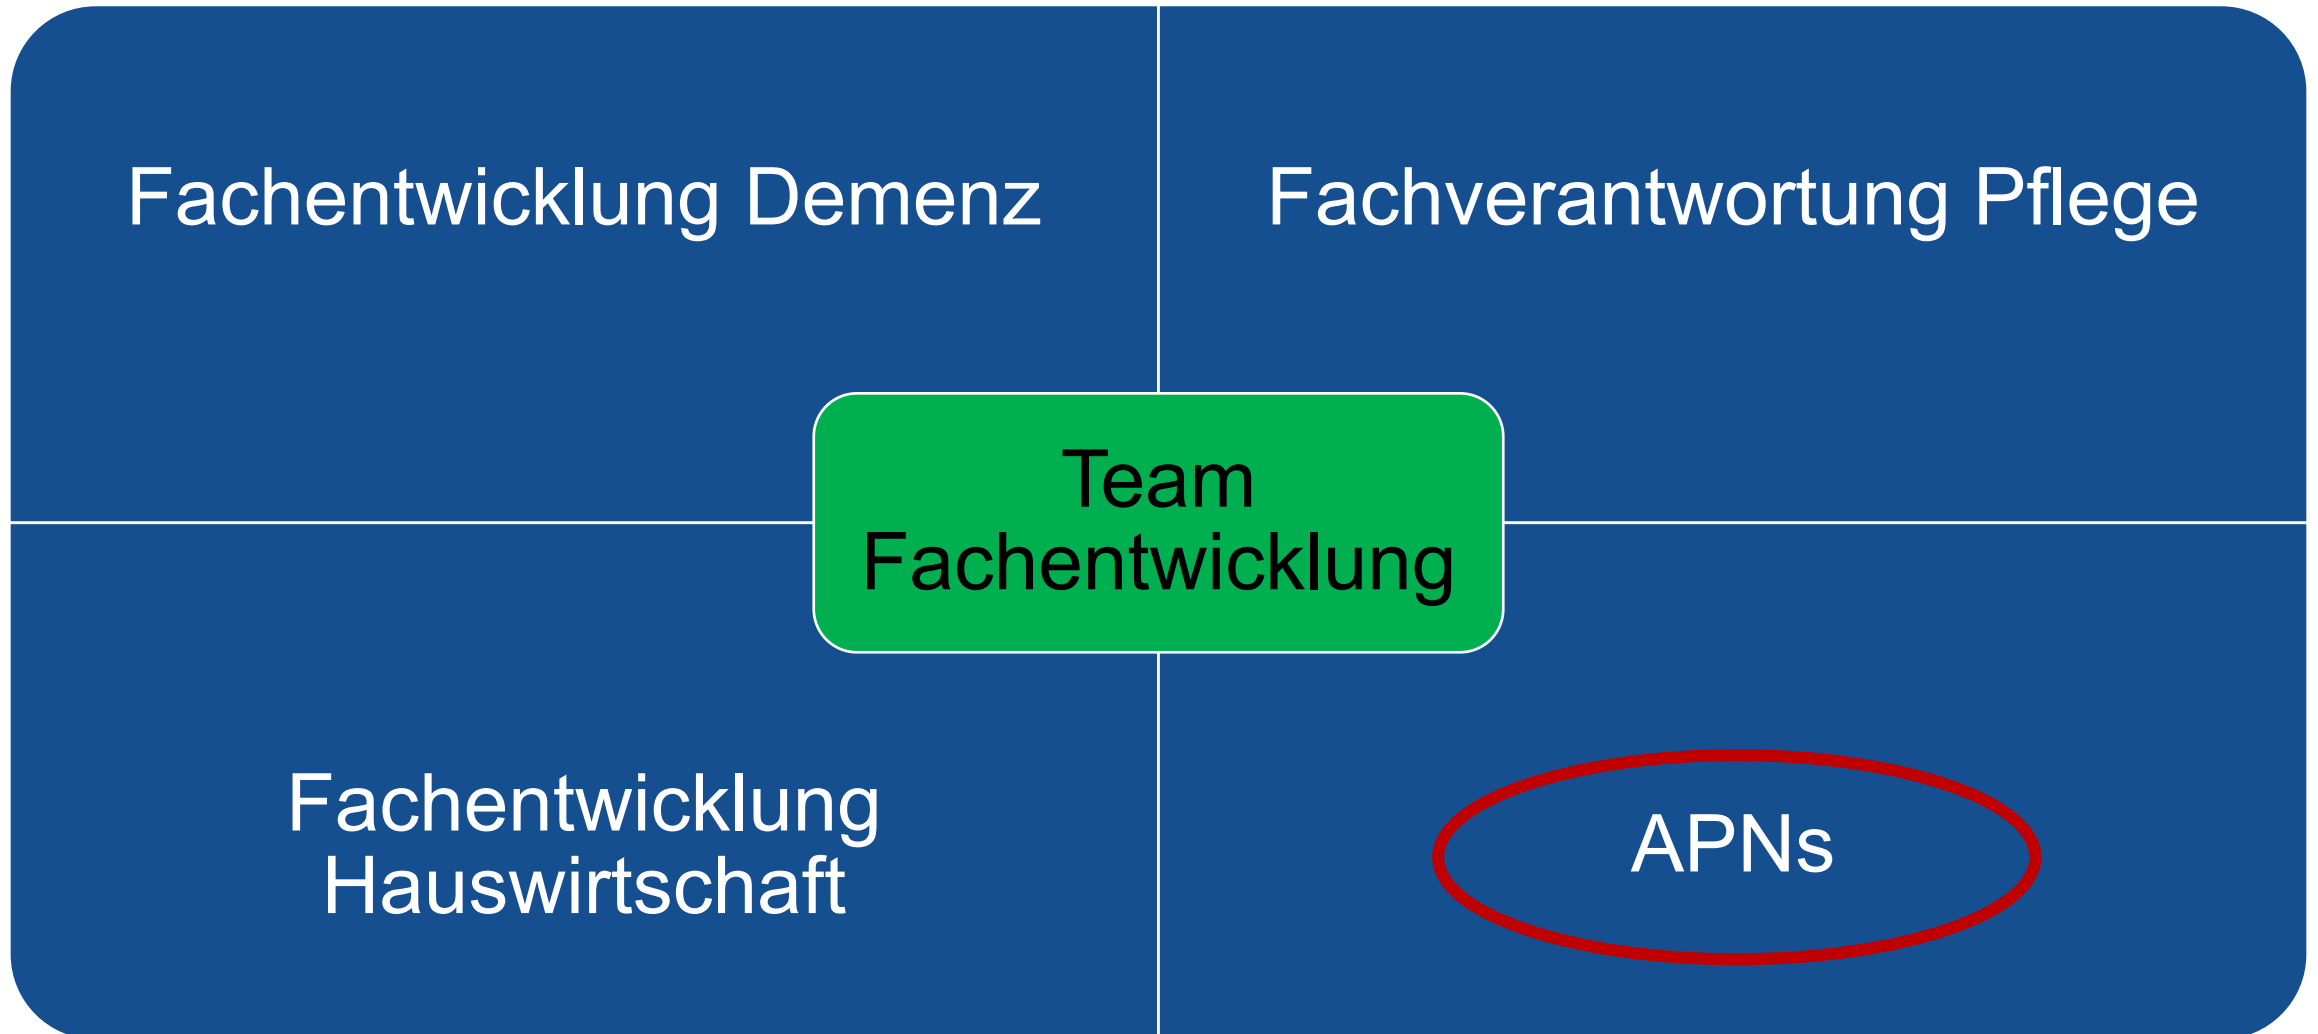 Fachentwicklung Demenz
Fachverantwortung Pflege
Team
Fachentwicklung
Fachentwicklung
Hauswirtschaft
APNs